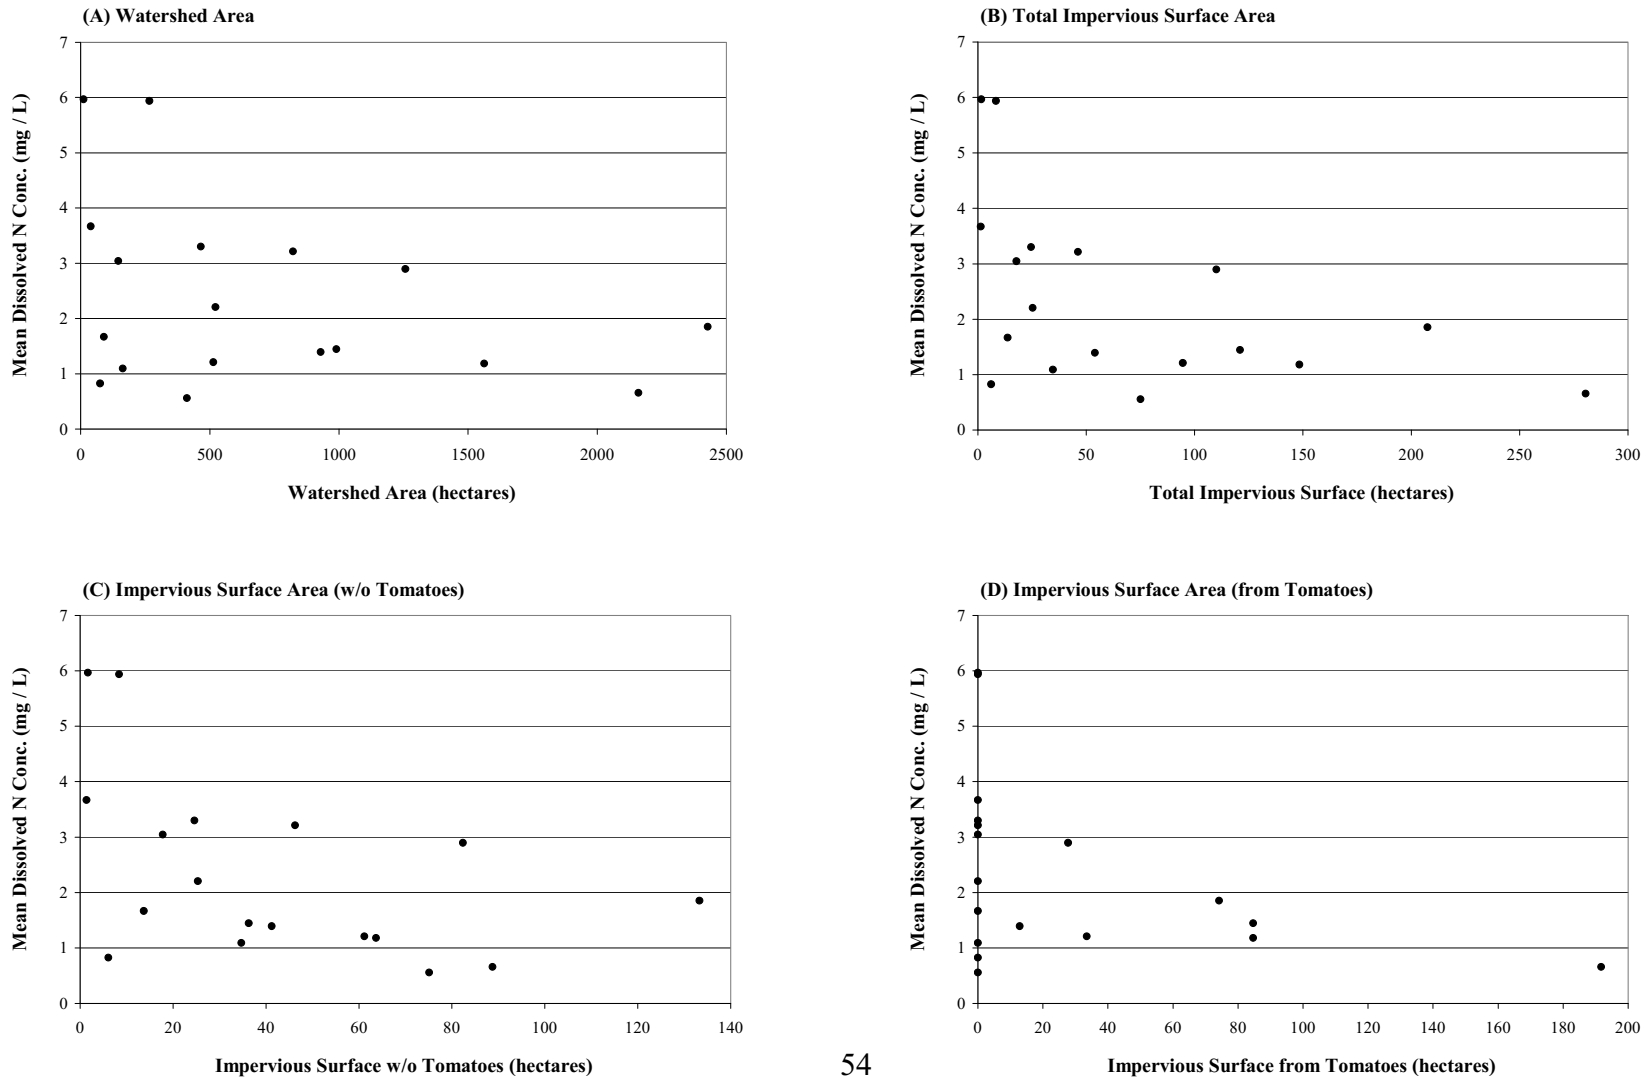 (A) Watershed Area
7
6
5
4
3
2
1
0
0 500 1000 1500 2000 2500
Mean Dissolved N Conc. (mg / L)
Watershed Area (hectares)
(B) Total Impervious Surface Area
7
6
5
4
3
2
1
0
0 50 100 150 200 250 300
Mean Dissolved N Conc. (mg / L)
Total Impervious Surface (hectares)
(C) Impervious Surface Area (w/o Tomatoes)
7
6
5
4
3
2
1
0
0 20 40 60 80 100 120 140
Mean Dissolved N Conc. (mg / L)
Impervious Surface w/o Tomatoes (hectares)
(D) Impervious Surface Area (from Tomatoes)
7
6
5
4
3
2
1
0
0 20 40 60 80 100 120 140 160 180 200
Mean Dissolved N Conc. (mg / L)
Impervious Surface from Tomatoes (hectares)
54